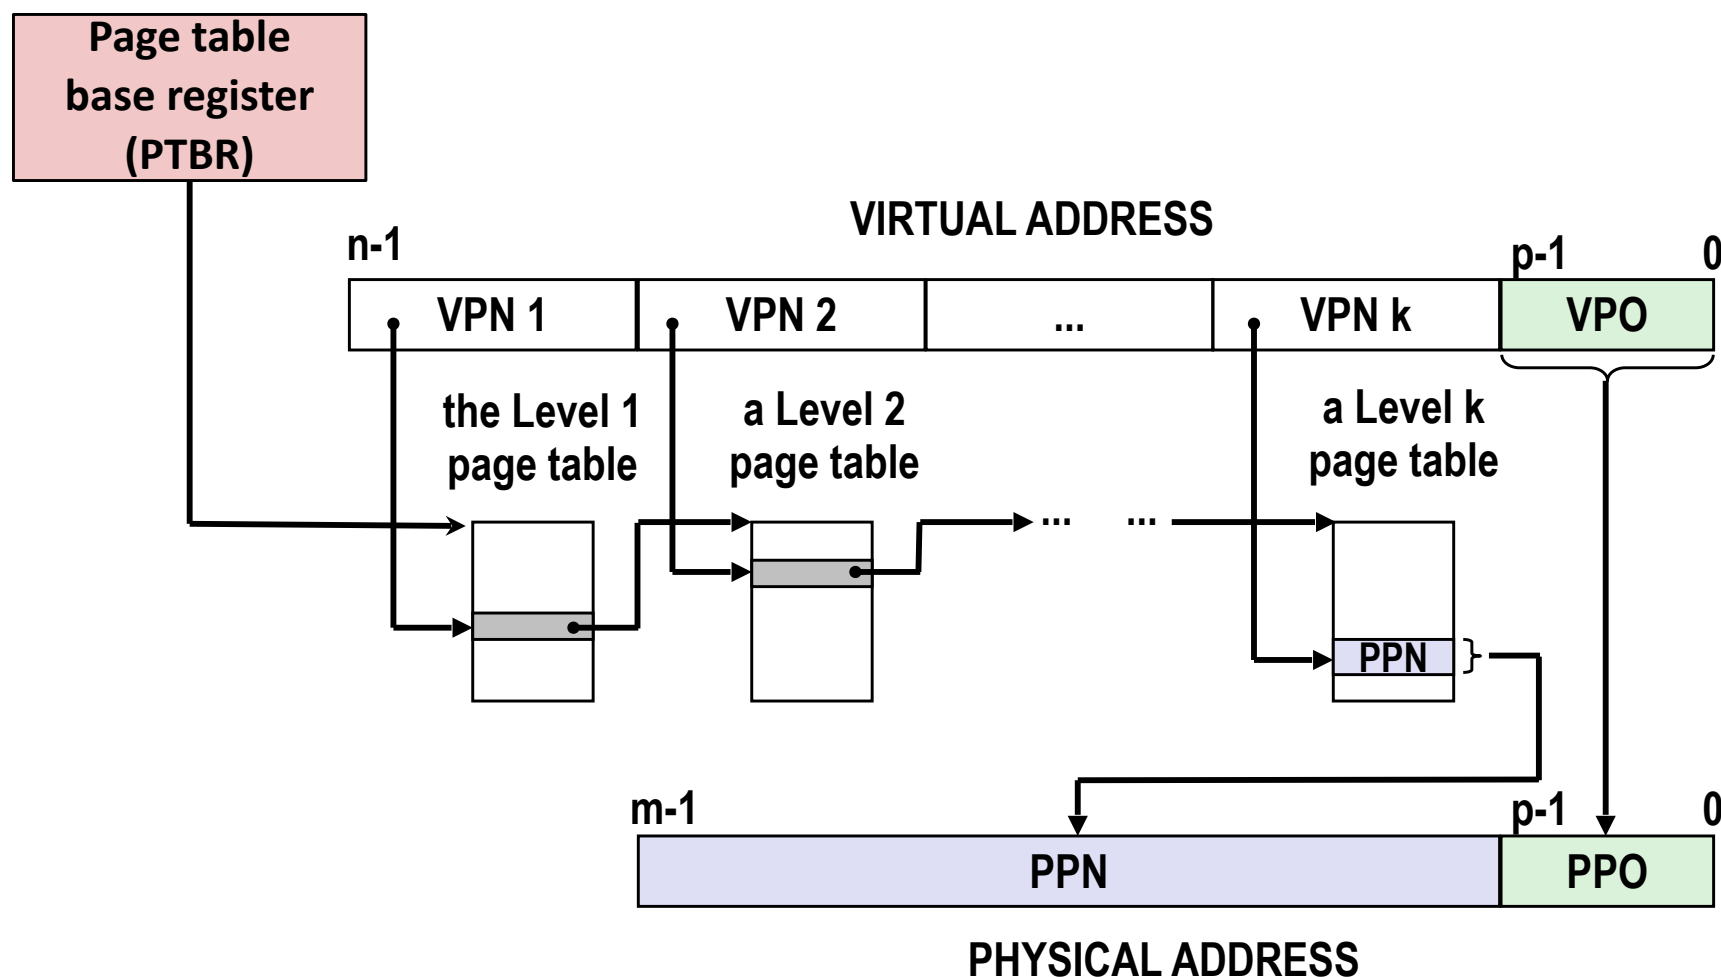 Page table
base register
(PTBR)
VIRTUAL ADDRESS
n-1
p-1
0
VPN 1
VPN 2
...
VPN k
VPO
the Level 1
page table
a Level 2
page table
a Level k
page table
...
...
PPN
m-1
p-1
0
PPN
PPO
PHYSICAL ADDRESS